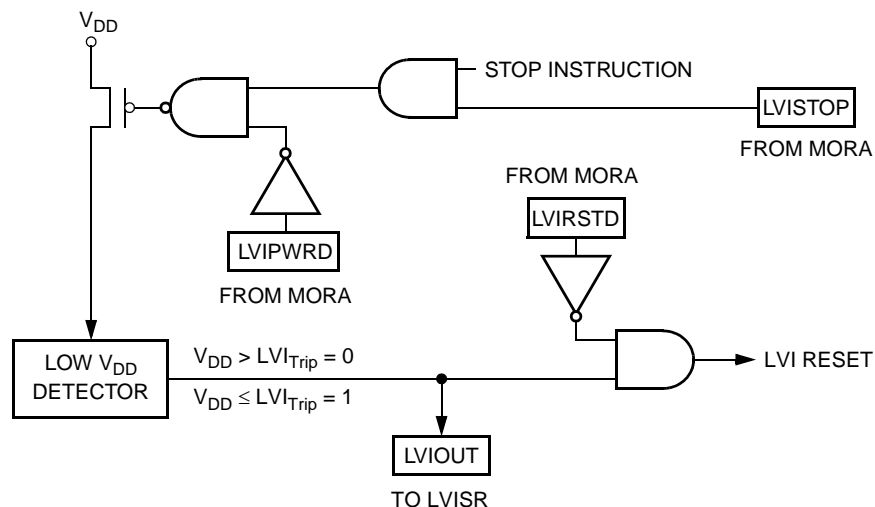 VDD
STOP INSTRUCTION
LVISTOP
FROM MORA
FROM MORA
LVIRSTD
LVIPWRD
FROM MORA
LOW VDD
DETECTOR
VDD > LVITrip = 0
VDD ≤ LVITrip = 1
LVI RESET
LVIOUT
TO LVISR